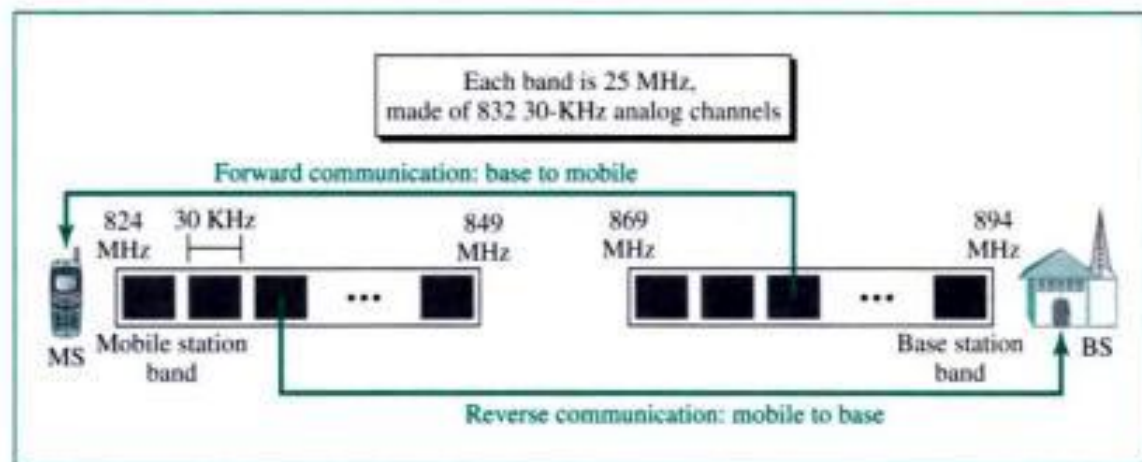 Each band is 25 MHz,
made of 832 30-KHz analog channels
Forward communication: base to mobile
824
MHz
30 KHz
849
MHz
869
MHz
894
MHz
•••
•••
MS
Mobile station
band
Base station
band
BS
Reverse communication: mobile to base